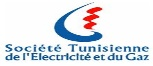 Société Tunisienne
de l'Electricité et du Gaz